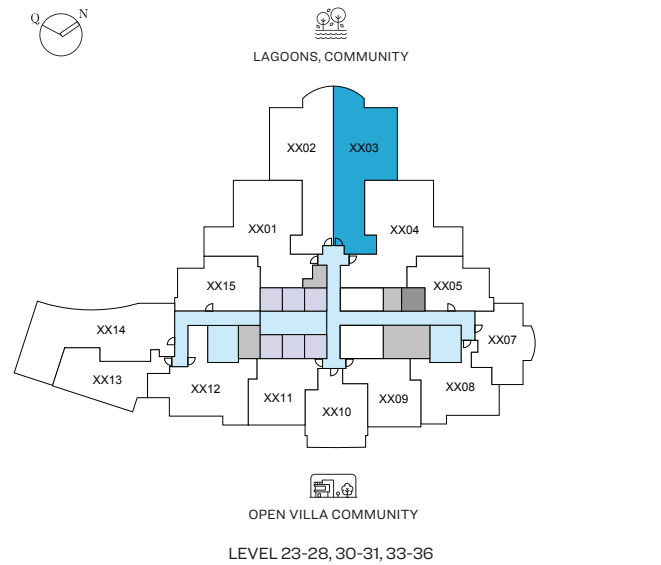 Q N
LAGOONS, COMMUNITY
XX02 XX03
XX01 XX04
XX15 XX05
XX14 XX07
XX13 XX12 XX11 XX10 XX09 XX08
OPEN VILLA COMMUNITY
LEVEL 23-28, 30-31, 33-36